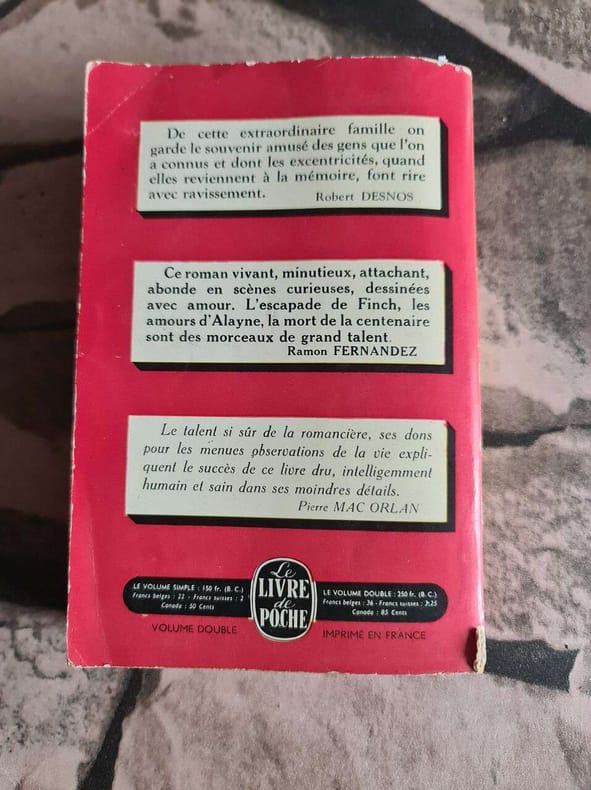 De cette extraordinaire famille on
garde le souvenir amusé des gens que l'on
a connus et dont les excentricités, quand
elles reviennent à la mémoire, font rire
avec ravissement.
Robert DESNOS
Ce roman vivant, minutieux, attachant,
abonde en scènes curieuses, dessinées
avec amour. L'escapade de Finch, les
amours d'Alayne, la mort de la centenaire
sont des morceaux de grand talent.
Ramon FERNANDEZ
Le talent si sûr de la romancière, ses dons
pour les menues observations de la vie expli-
quent le succès de ce livre dru, intelligemment
humain et sain dans ses moindres détails.
Pierre MAC ORLAN
LE VOLUME SIMPLE : 150 fr. (B. C.)
Francs belges : 22 - Francs suisses : 2
Canada : 50 Cents
Le
LIVRE
de
POCHE
LE VOLUME DOUBLE : 250 fr. (B. C.)
Francs belges : 36 - Francs suisses : 3,25
Canada : 85 Cents
VOLUME DOUBLE
IMPRIMÉ EN FRANCE